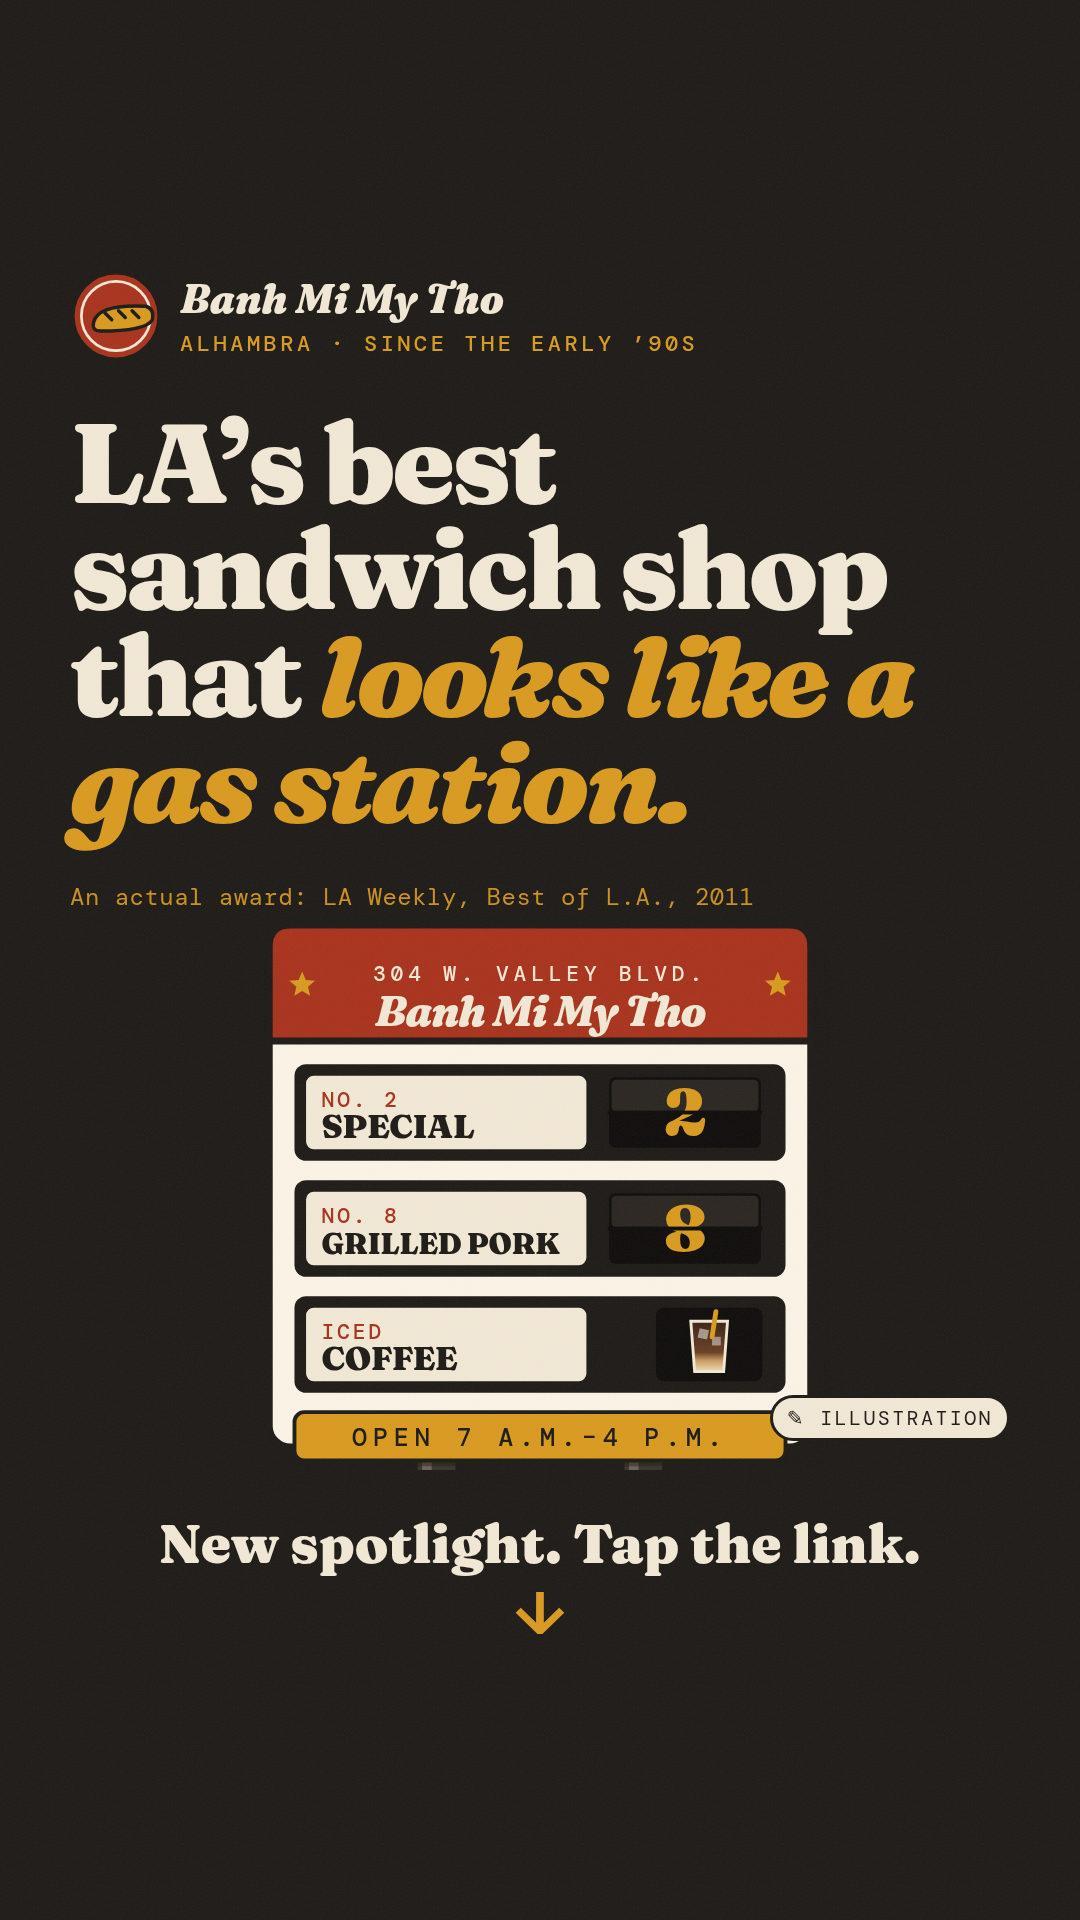 Banh Mi My Tho
ALHAMBRA · SINCE THE EARLY ’90S
LA’s best
sandwich shop
that looks like a
gas station.
An actual award: LA Weekly, Best of L.A., 2011
304 W. VALLEY BLVD.
Banh Mi My Tho
NO. 2
SPECIAL
2
NO. 8
GRILLED PORK
8
ICED
COFFEE
OPEN 7 A.M.–4 P.M.
✎ ILLUSTRATION
New spotlight. Tap the link.
↓